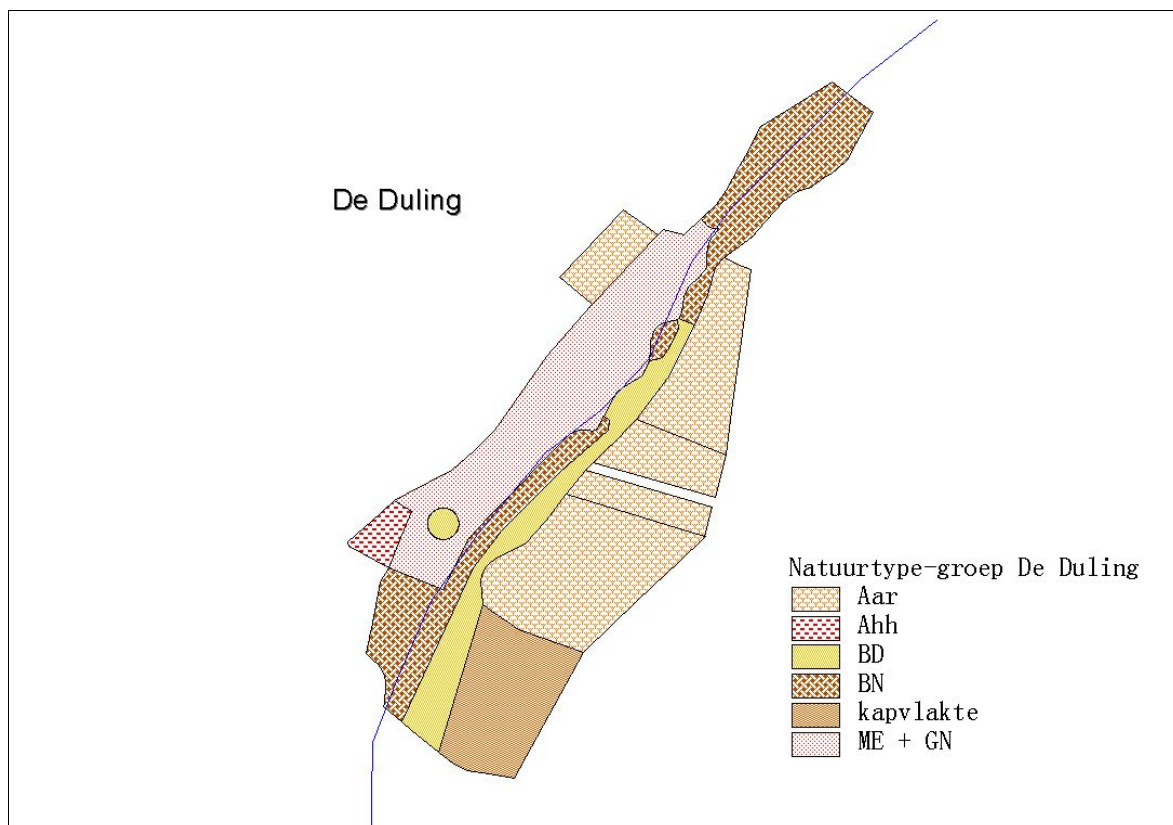 De Duling
Natuurtype-groep De Duling
Aar
Ahh
BD
BN
kapvlakte
ME + GN